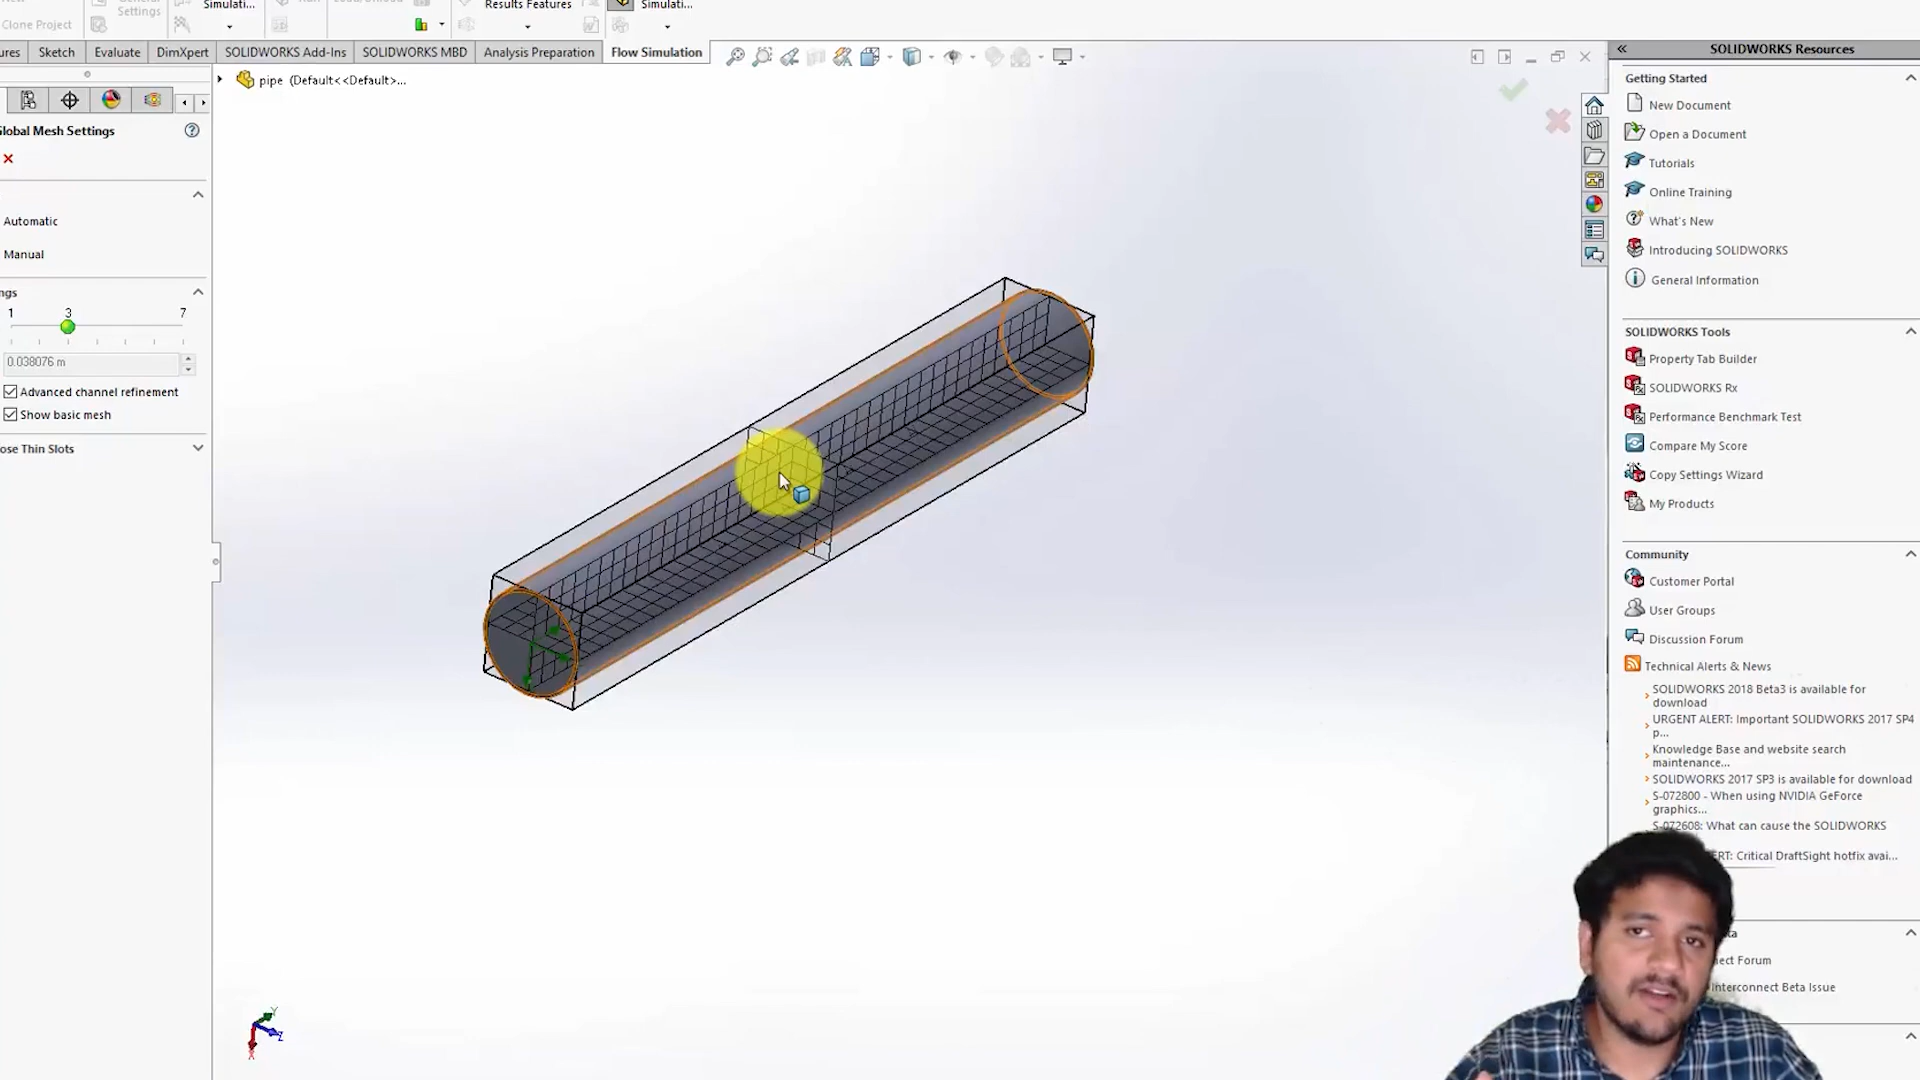 Clone Project
General
Settings
Simulati...
Results Features
Simulati...
Sketch
Evaluate
DimXpert
SOLIDWORKS Add-Ins
SOLIDWORKS MBD
Analysis Preparation
Flow Simulation
pipe (Default<<Default>...
Global Mesh Settings
Automatic
Manual
1
3
7
0.038076 m
Advanced channel refinement
Show basic mesh
Thin Slots
Y
Z
X
SOLIDWORKS Resources
Getting Started
New Document
Open a Document
Tutorials
Online Training
What's New
Introducing SOLIDWORKS
General Information
SOLIDWORKS Tools
Property Tab Builder
SOLIDWORKS Rx
Performance Benchmark Test
Compare My Score
Copy Settings Wizard
My Products
Community
Customer Portal
User Groups
Discussion Forum
Technical Alerts & News
SOLIDWORKS 2018 Beta3 is available for
download
URGENT ALERT: Important SOLIDWORKS 2017 SP4
p...
Knowledge Base and website search
maintenance...
SOLIDWORKS 2017 SP3 is available for download
S-072800 - When using NVIDIA GeForce
graphics...
S-072608: What can cause the SOLIDWORKS
Critical DraftSight hotfix avai...
Forum
Interconnect Beta Issue